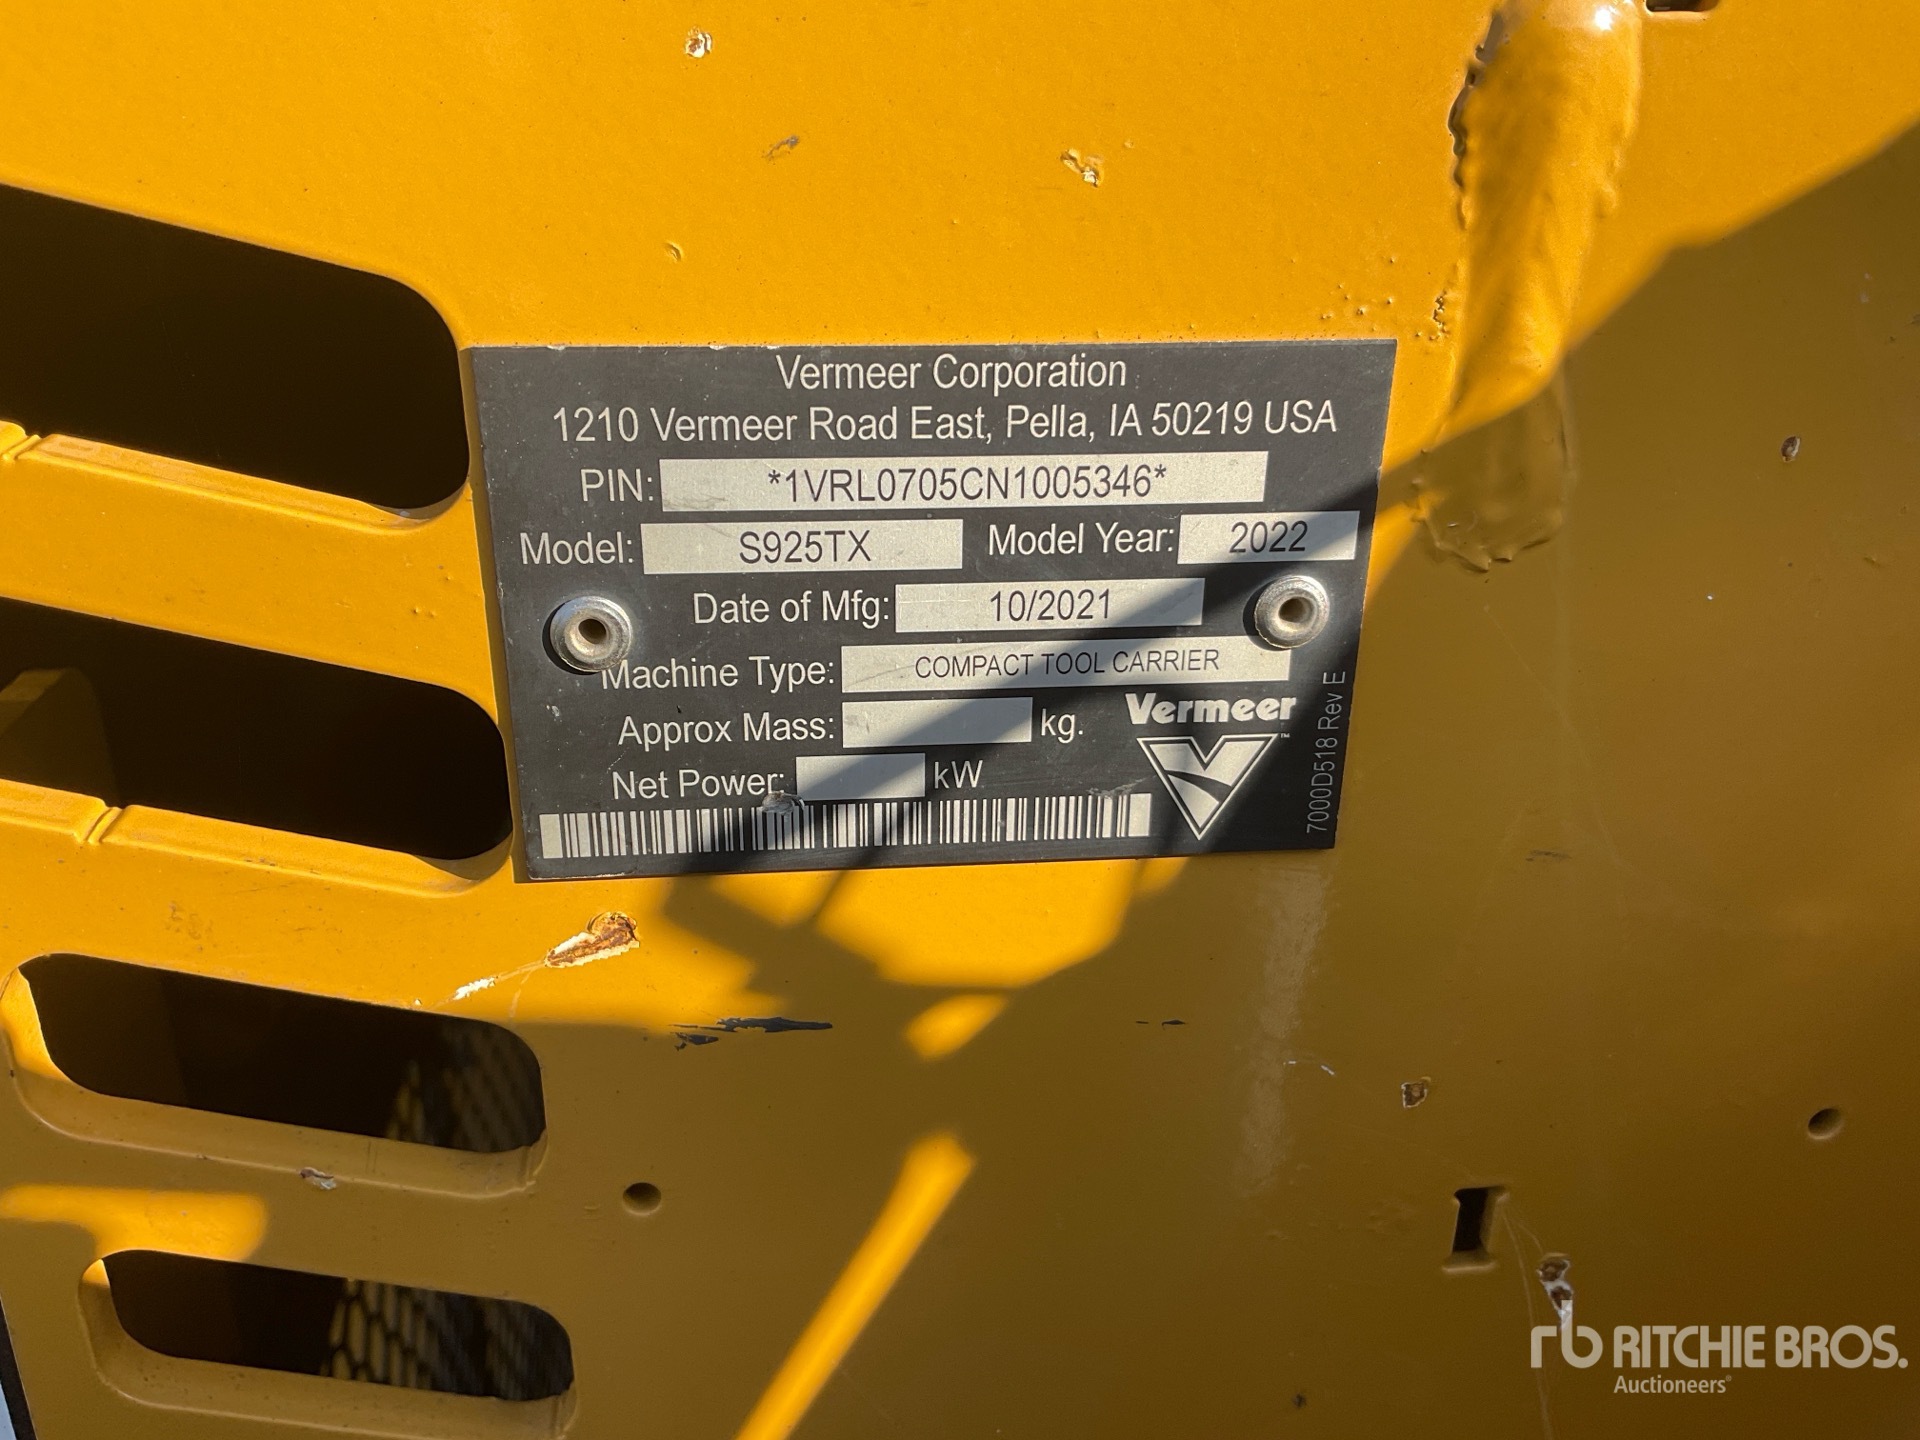 Vermeer Corporation
1210 Vermeer Road East, Pella, IA 50219 USA
PIN: *1VRL0705CN1005346*
Model: S925TX Model Year: 2022
Date of Mfg: 10/2021
Machine Type: COMPACT TOOL CARRIER
Approx Mass: kg.
Net Power: kW
Vermeer™
7000D518 Rev E
rb RITCHIE BROS.
Auctioneers®